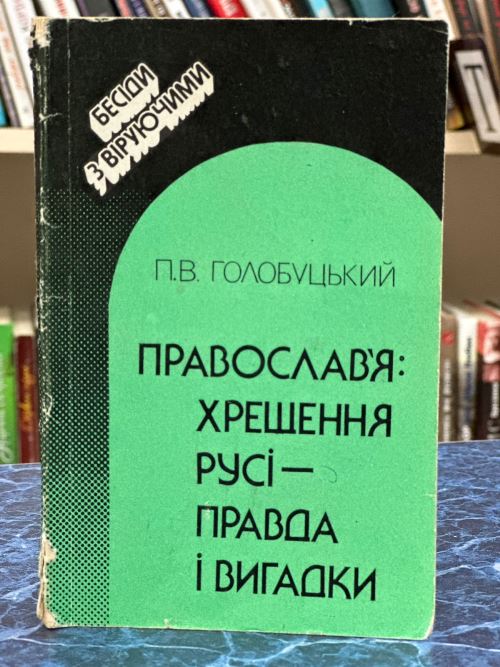 БЕСІДИ
З ВІРУЮЧИМИ
П.В. ГОЛОБУЦЬКИЙ
ПРАВОСЛАВ'Я:
ХРЕЩЕННЯ
РУСІ —
ПРАВДА
І ВИГАДКИ